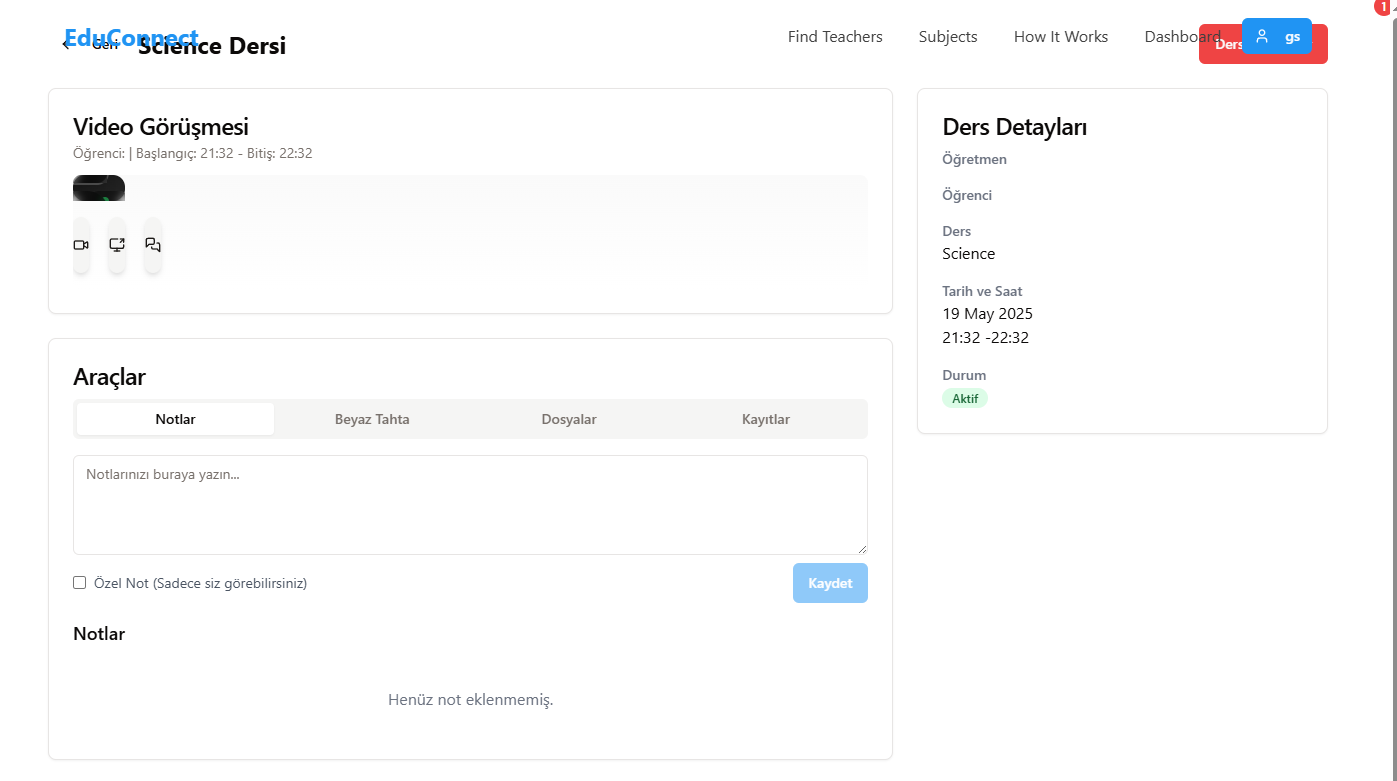 1
EduConnect
Geri
Science Dersi
Find Teachers
Subjects
How It Works
Dashboard
gs
Video Görüşmesi
Öğrenci: | Başlangıç: 21:32 - Bitiş: 22:32
Araçlar
Notlar
Beyaz Tahta
Dosyalar
Kayıtlar
Notlarınızı buraya yazın...
Özel Not (Sadece siz görebilirsiniz)
Kaydet
Notlar
Henüz not eklenmemiş.
Ders Detayları
Öğretmen
Öğrenci
Ders
Science
Tarih ve Saat
19 May 2025
21:32 -22:32
Durum
Aktif